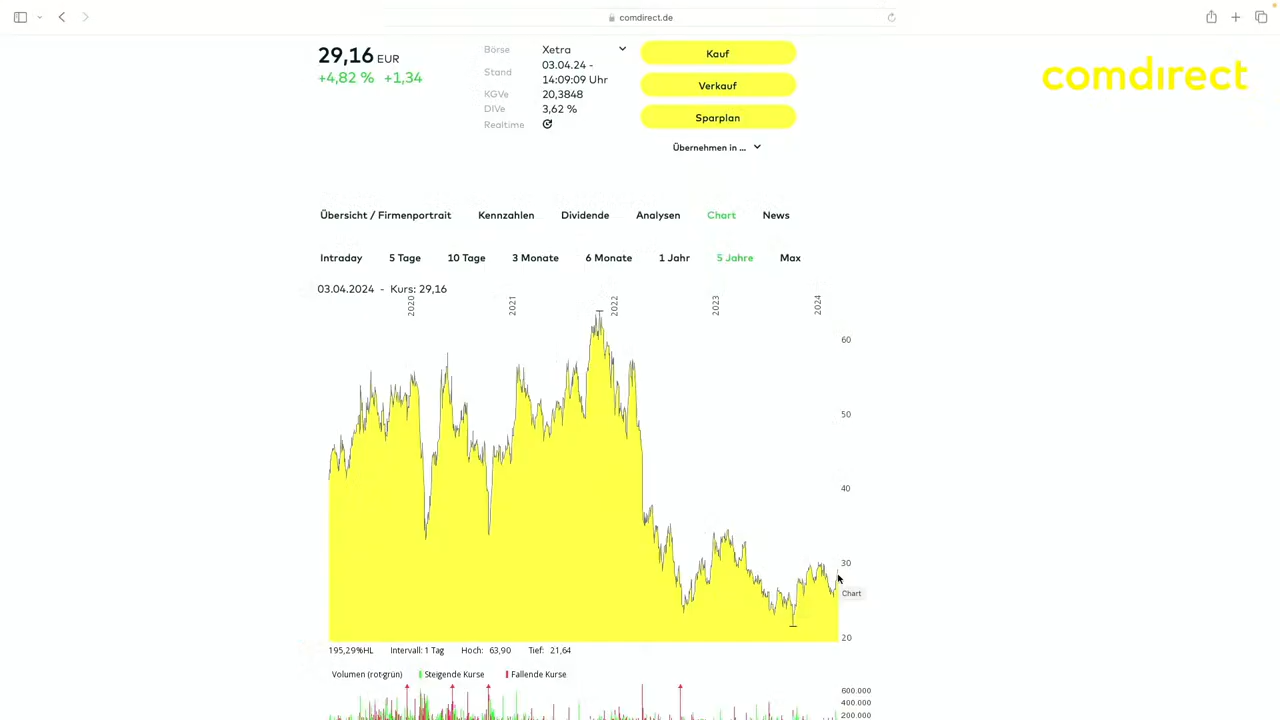 comdirect.de
29,16 EUR
+4,82 % +1,34
Börse Xetra
Stand 03.04.24 -
14:09:09 Uhr
KGVe 20,3848
DIVe 3,62 %
Realtime
Kauf
Verkauf
Sparplan
Übernehmen in ...
comdirect
Übersicht / Firmenportrait Kennzahlen Dividende Analysen Chart News
Intraday 5 Tage 10 Tage 3 Monate 6 Monate 1 Jahr 5 Jahre Max
03.04.2024 - Kurs: 29,16
2020 2021 2022 2023 2024
60
50
40
30
Chart
20
195,29%HL Intervall: 1 Tag Hoch: 63,90 Tief: 21,64
Volumen (rot-grün) Steigende Kurse Fallende Kurse
600.000
400.000
200.000